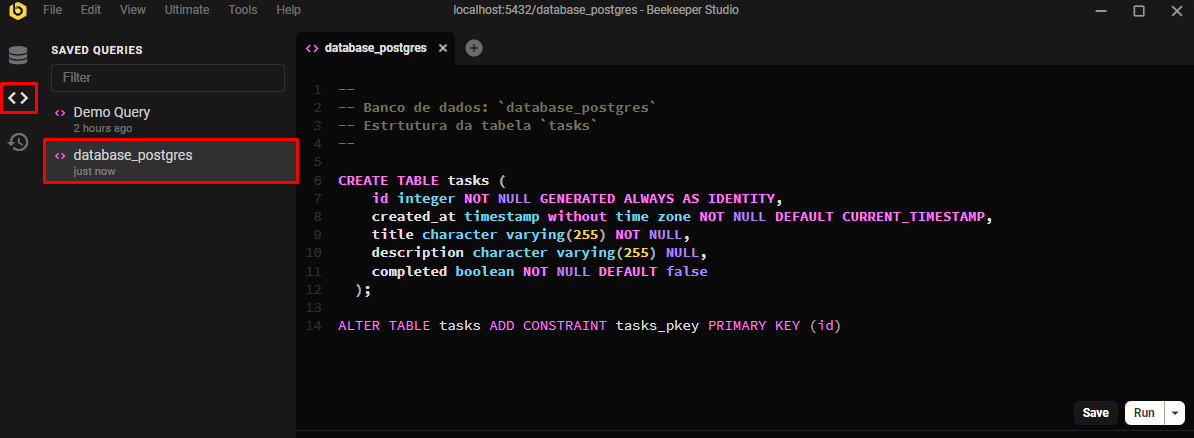 File Edit View Ultimate Tools Help localhost:5432/database_postgres - Beekeeper Studio
SAVED QUERIES
Filter
Demo Query
2 hours ago
database_postgres
just now
database_postgres
1 --
2 -- Banco de dados: `database_postgres`
3 -- Estrtutura da tabela `tasks`
4 --
5
6 CREATE TABLE tasks (
7 id integer NOT NULL GENERATED ALWAYS AS IDENTITY,
8 created_at timestamp without time zone NOT NULL DEFAULT CURRENT_TIMESTAMP,
9 title character varying(255) NOT NULL,
10 description character varying(255) NULL,
11 completed boolean NOT NULL DEFAULT false
12 );
13
14 ALTER TABLE tasks ADD CONSTRAINT tasks_pkey PRIMARY KEY (id)
Save Run